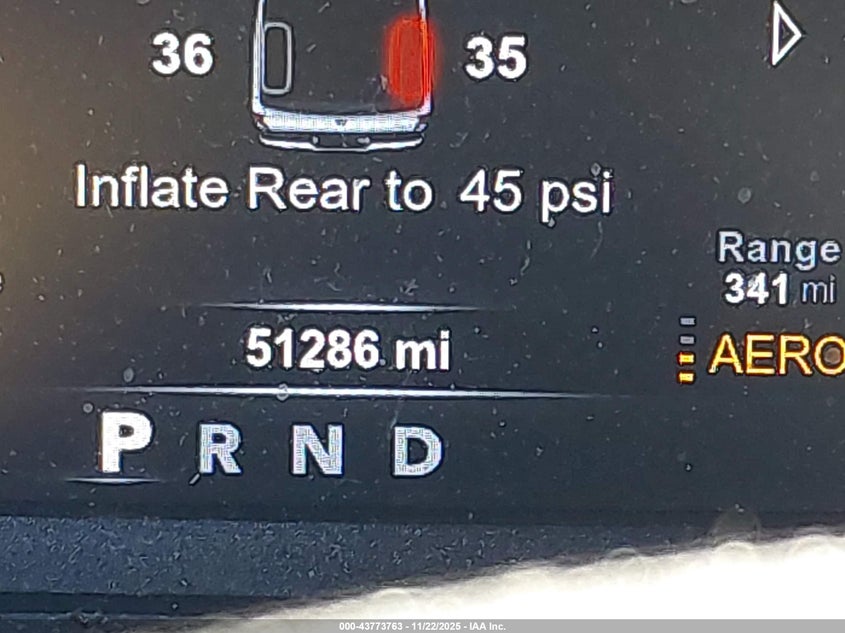 36 35
Inflate Rear to 45 psi
Range
341 mi
51286 mi
AERO
P R N D
000-43773763 - 11/22/2025 - IAA Inc.